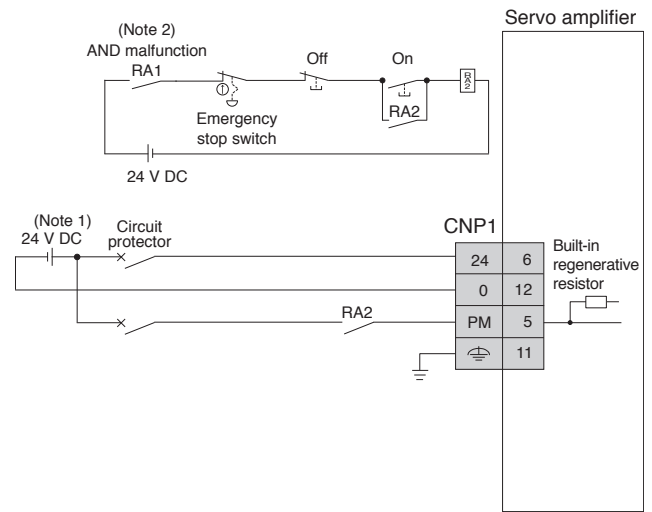 Servo amplifier
(Note 2)
AND malfunction
RA1
Off
On
RA2
RA2
Emergency
stop switch
24 V DC
(Note 1)
24 V DC
Circuit
protector
CNP1
24 6
0 12
PM 5
11
RA2
Built-in
regenerative
resistor